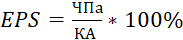 EPS = ЧПа / КА * 100%